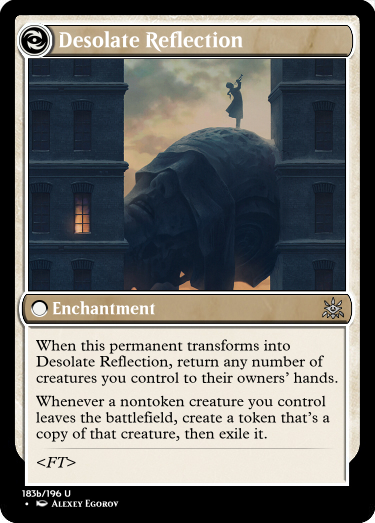 Desolate Reflection
Enchantment
When this permanent transforms into
Desolate Reflection, return any number of
creatures you control to their owners' hands.
Whenever a nontoken creature you control
leaves the battlefield, create a token that's a
copy of that creature, then exile it.
<FT>
183b/196 U
• Alexey Egorov